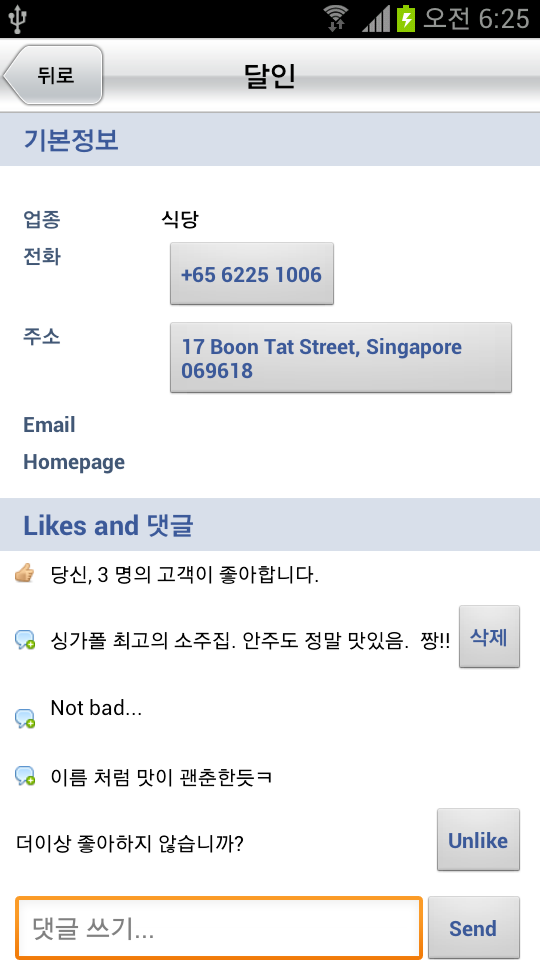 오전 6:25
뒤로
달인
기본정보
업종 식당
전화 +65 6225 1006
주소 17 Boon Tat Street, Singapore
069618
Email
Homepage
Likes and 댓글
당신, 3 명의 고객이 좋아합니다.
싱가폴 최고의 소주집. 안주도 정말 맛있음.  짱!! 삭제
Not bad...
이름 처럼 맛이 괜춘한듯ㅋ
더이상 좋아하지 않습니까? Unlike
댓글 쓰기... Send